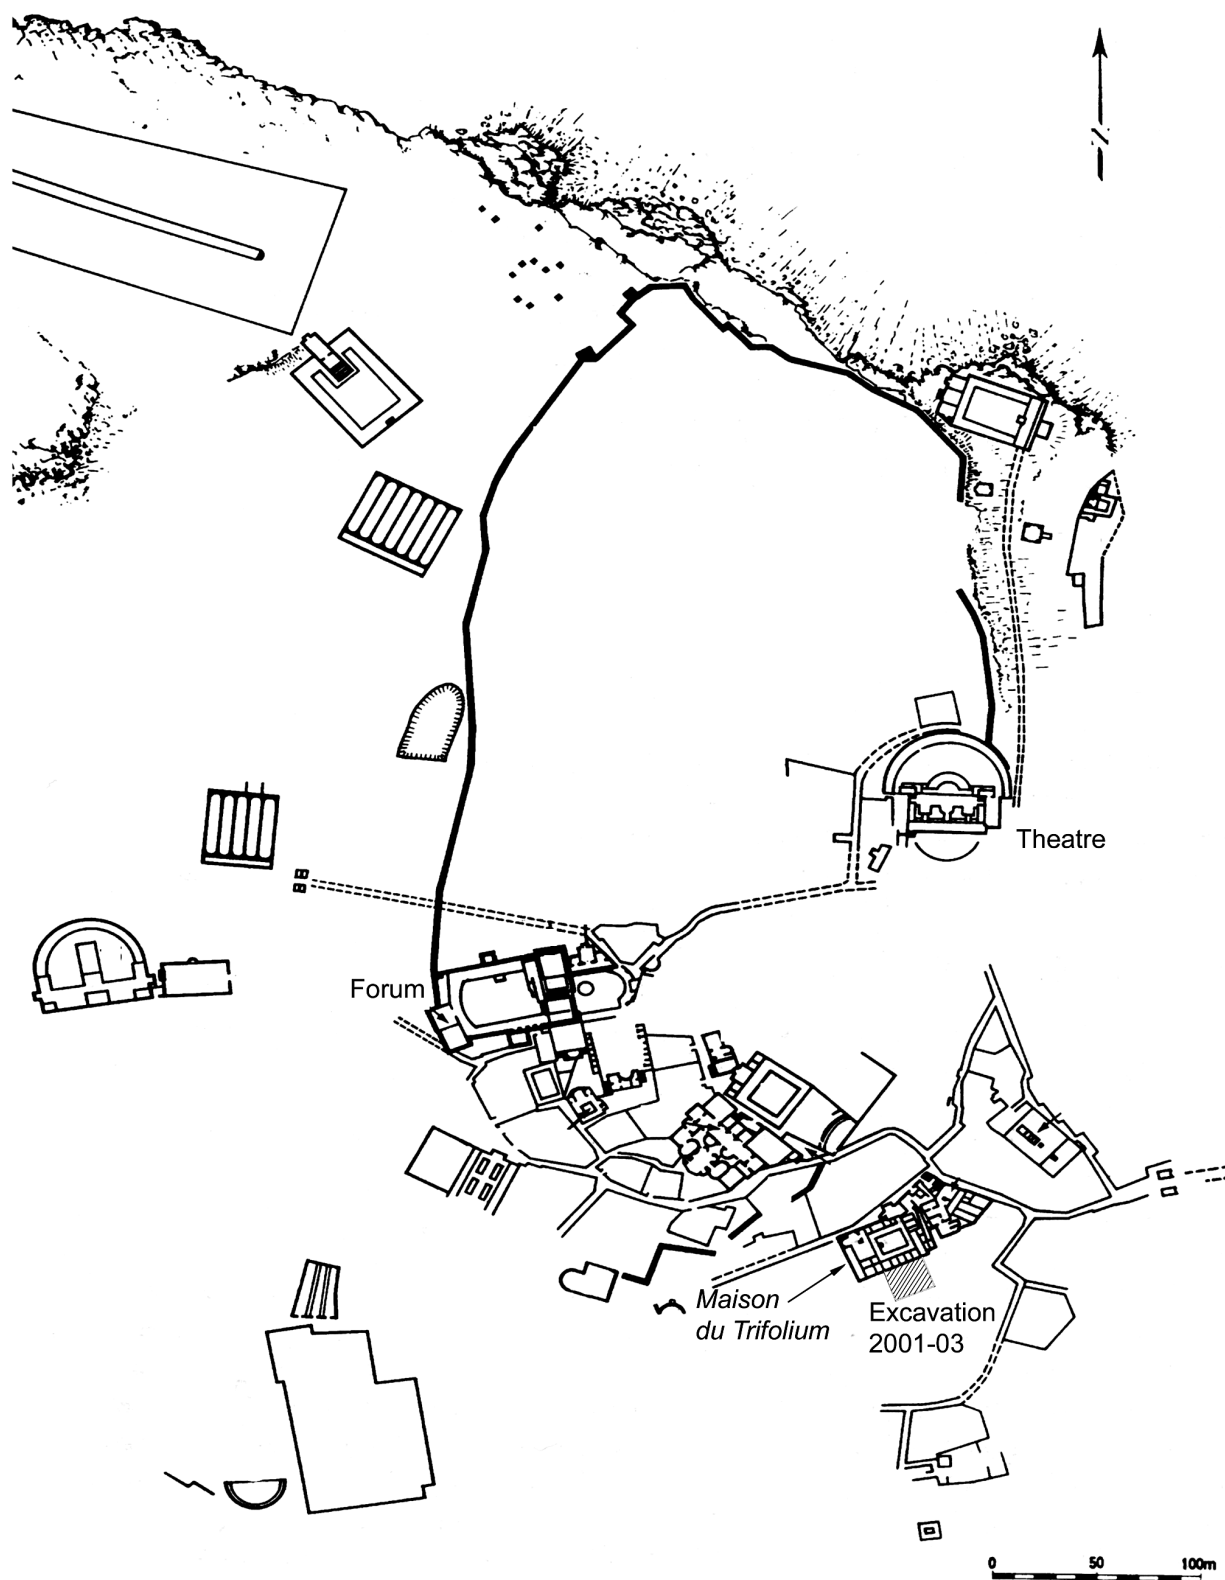 N
Theatre
Forum
Maison
du Trifolium
Excavation
2001-03
0 50 100m